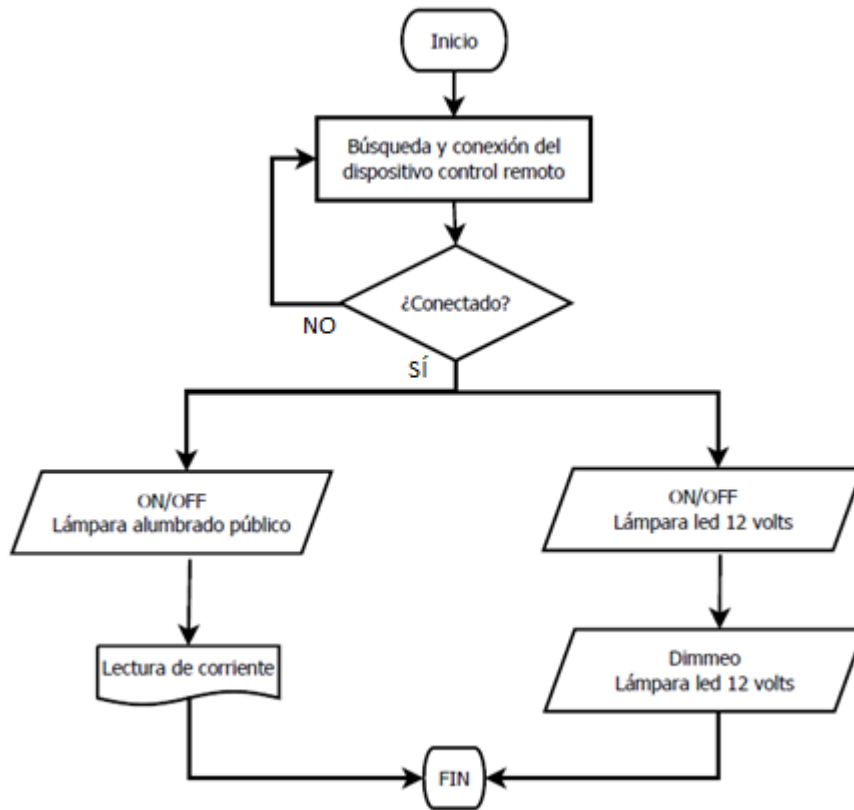 Inicio
Búsqueda y conexión del
dispositivo control remoto
¿Conectado?
NO
SÍ
ON/OFF
Lámpara alumbrado público
ON/OFF
Lámpara led 12 volts
Lectura de corriente
Dimmeo
Lámpara led 12 volts
FIN